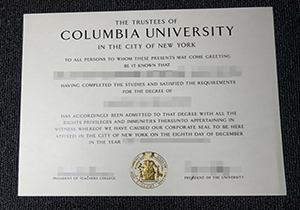 THE TRUSTEES OF
COLUMBIA UNIVERSITY
IN THE CITY OF NEW YORK
TO ALL PERSONS TO WHOM THESE PRESENTS MAY COME GREETING
BE IT KNOWN THAT
HAVING COMPLETED THE STUDIES AND SATISFIED THE REQUIREMENTS
FOR THE DEGREE OF
HAS ACCORDINGLY BEEN ADMITTED TO THAT DEGREE WITH ALL THE
RIGHTS PRIVILEGES AND IMMUNITIES THEREUNTO APPERTAINING IN
WITNESS WHEREOF WE HAVE CAUSED OUR CORPORATE SEAL TO BE HERE
AFFIXED IN THE CITY OF NEW YORK ON THE EIGHTH DAY OF DECEMBER
IN THE YEAR
PRESIDENT OF TEACHERS COLLEGE
PRESIDENT OF THE UNIVERSITY